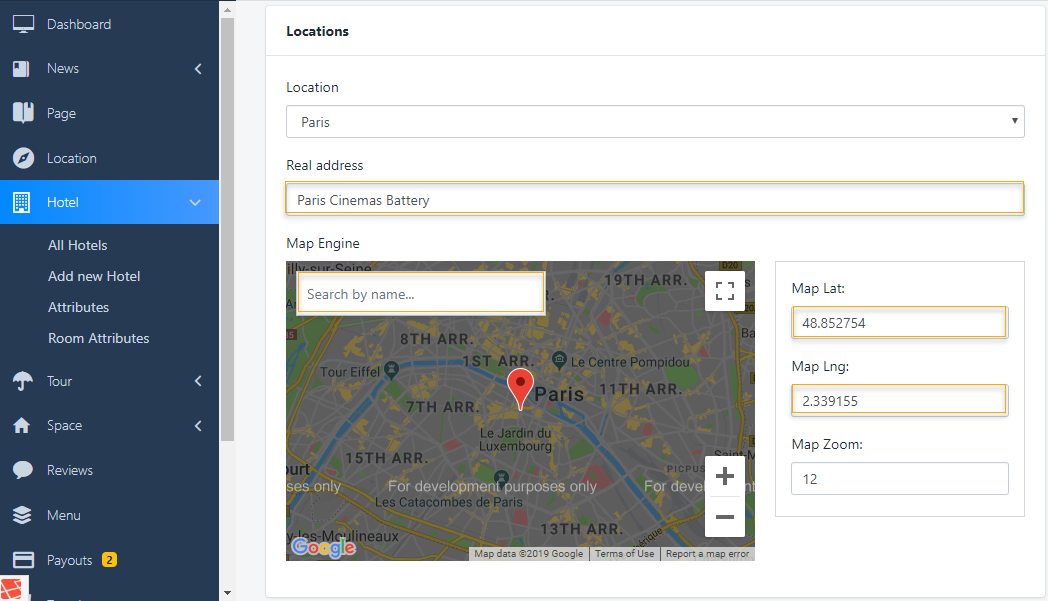 Dashboard
News
Page
Location
Hotel
All Hotels
Add new Hotel
Attributes
Room Attributes
Tour
Space
Reviews
Menu
Payouts 2
Locations
Location
Paris
Real address
Paris Cinemas Battery
Map Engine
Search by name...
D20
19TH ARR.
8TH ARR.
1ST ARR.
Le Centre Pompidou
Tour Eiffel
Paris
11TH ARR.
7TH ARR.
Le Jardin du
Luxembourg
15TH ARR.
PICPUS
For development purposes only
Les Catacombes de Paris
13TH ARR.
Google
Map data ©2019 Google
Terms of Use
Report a map error
Map Lat:
48.852754
Map Lng:
2.339155
Map Zoom:
12